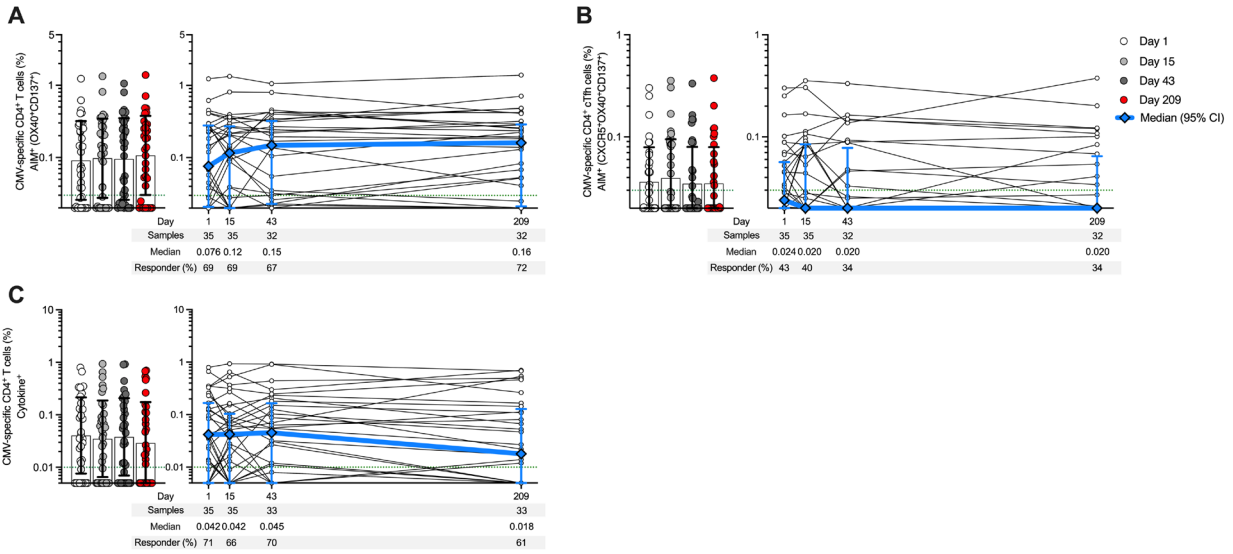 A
CMV-specific CD4⁺ T cells (%)
AIM⁺ (OX40⁺CD137⁺)
5
1
0.1
5
1
0.1
Day 1 15 43 209
Samples 35 35 32 32
Median 0.076 0.12 0.15 0.16
Responder (%) 69 69 67 72
B
CMV-specific CD4⁺ cTfh cells (%)
AIM⁺ (CXCR5⁺OX40⁺CD137⁺)
1
0.1
1
0.1
Day 1 15 43 209
Samples 35 35 32 32
Median 0.024 0.020 0.020 0.020
Responder (%) 43 40 34 34
Day 1
Day 15
Day 43
Day 209
Median (95% CI)
C
CMV-specific CD4⁺ T cells (%)
Cytokine⁺
10
1
0.1
0.01
10
1
0.1
0.01
Day 1 15 43 209
Samples 35 35 33 33
Median 0.042 0.042 0.045 0.018
Responder (%) 71 66 70 61